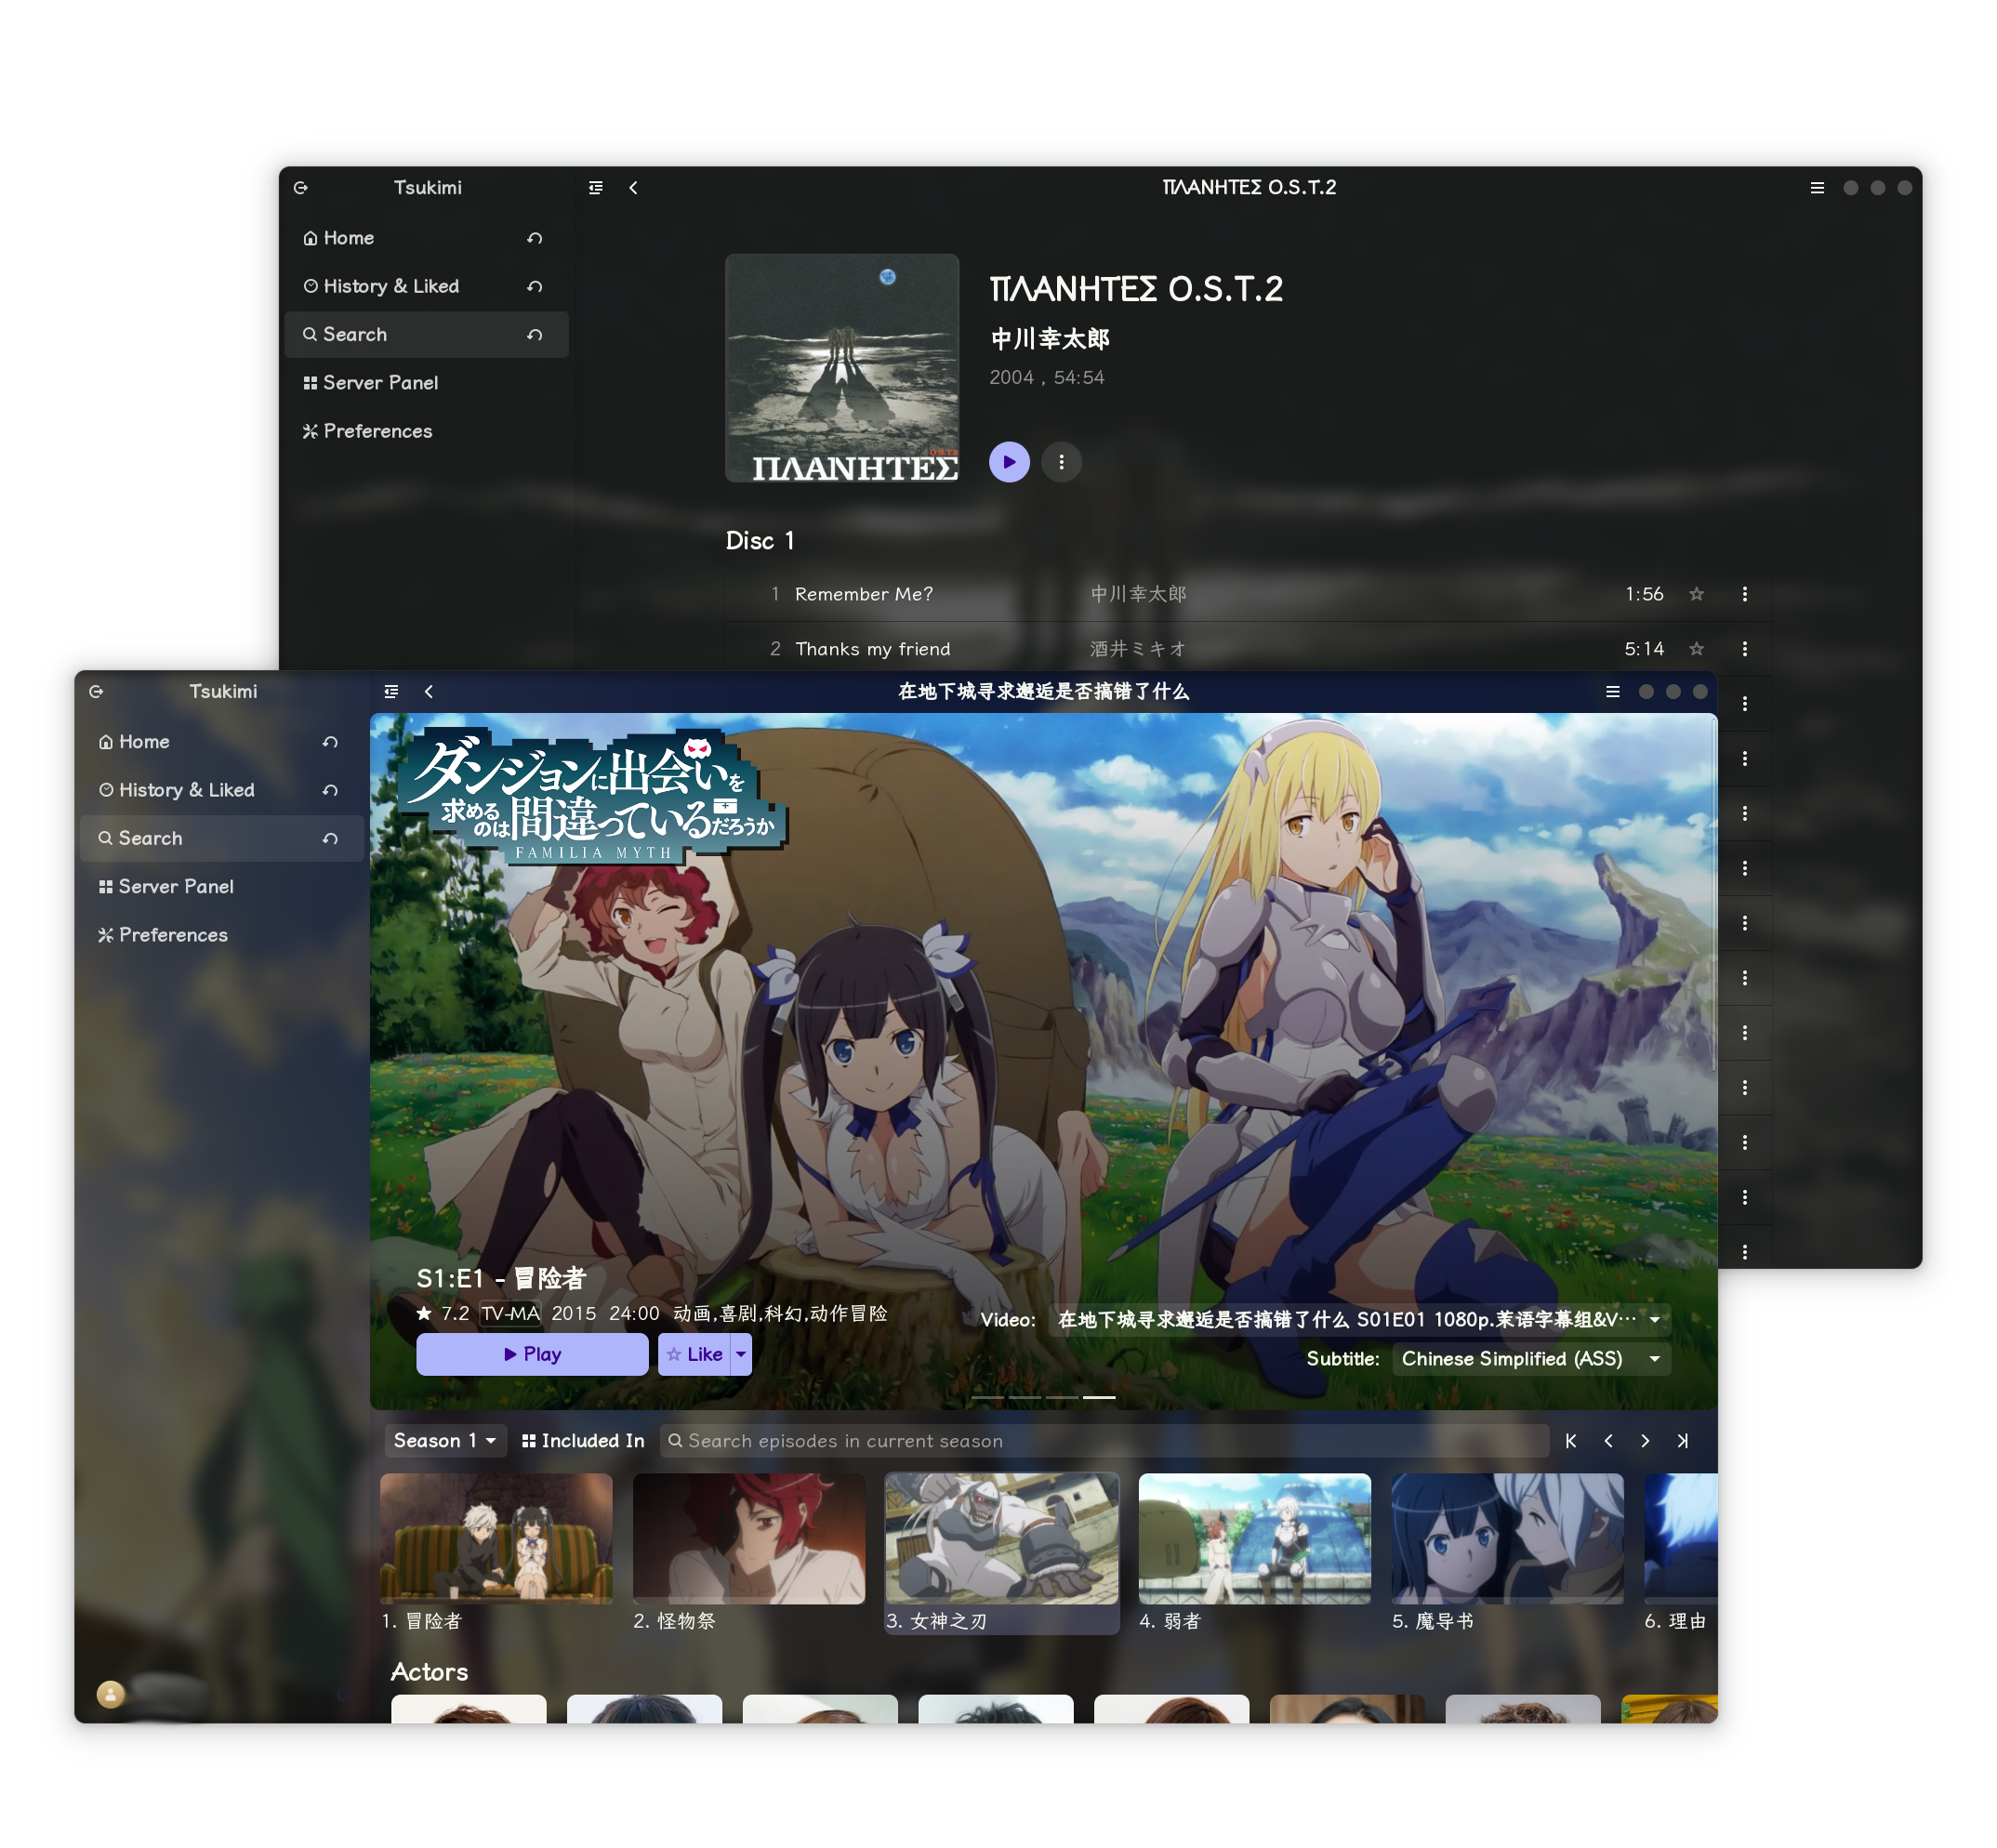 Tsukimi
ΠΛΑΝΗΤΕΣ O.S.T.2
Home
History & Liked
Search
Server Panel
Preferences
O.S.T.2
ΠΛΑΝΗΤΕΣ
ΠΛΑΝΗΤΕΣ O.S.T.2
中川幸太郎
2004 , 54:54
Disc 1
1 Remember Me? 中川幸太郎 1:56
2 Thanks my friend 酒井ミキオ 5:14
Tsukimi
在地下城寻求邂逅是否搞错了什么
Home
History & Liked
Search
Server Panel
Preferences
ダンジョンに出会いを
求めるのは間違っているだろうか
FAMILIA MYTH
S1:E1 - 冒险者
7.2 TV-MA 2015 24:00 动画,喜剧,科幻,动作冒险
Play Like
Video: 在地下城寻求邂逅是否搞错了什么 S01E01 1080p.茉语字幕组&V…
Subtitle: Chinese Simplified (ASS)
Season 1 Included In Search episodes in current season
1. 冒险者
2. 怪物祭
3. 女神之刃
4. 弱者
5. 魔导书
6. 理由
Actors